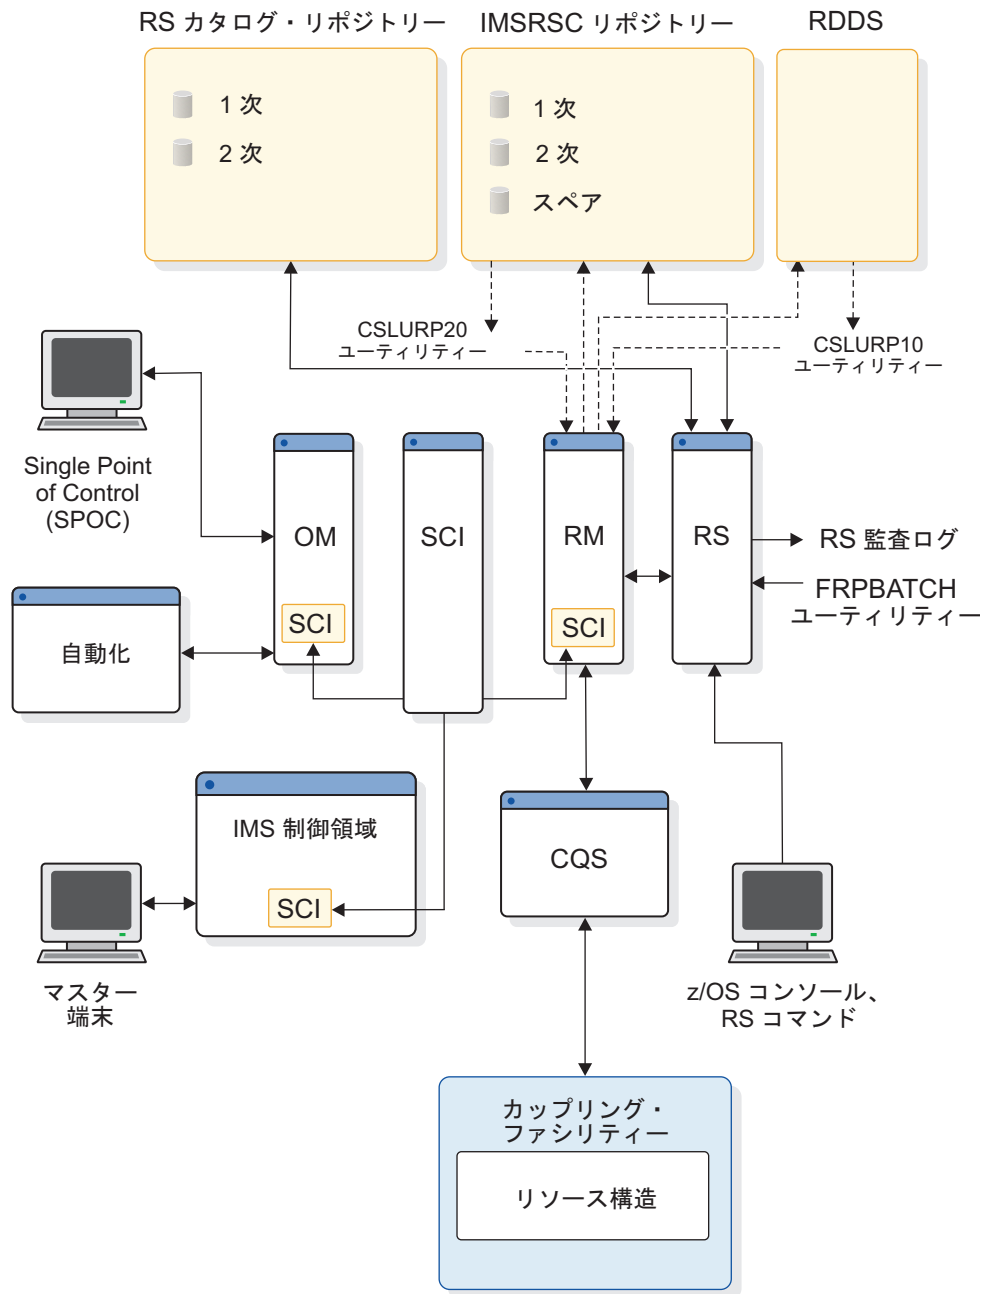 RS カタログ・リポジトリー
IMSRSC リポジトリー
RDDS
1 次
2 次
1 次
2 次
スペア
CSLURP20
ユーティリティー
CSLURP10
ユーティリティー
Single Point
of Control
(SPOC)
OM
SCI
SCI
RM
SCI
RS
RS 監査ログ
FRPBATCH
ユーティリティー
自動化
IMS 制御領域
SCI
CQS
マスター
端末
z/OS コンソール、
RS コマンド
カップリング・
ファシリティー
リソース構造